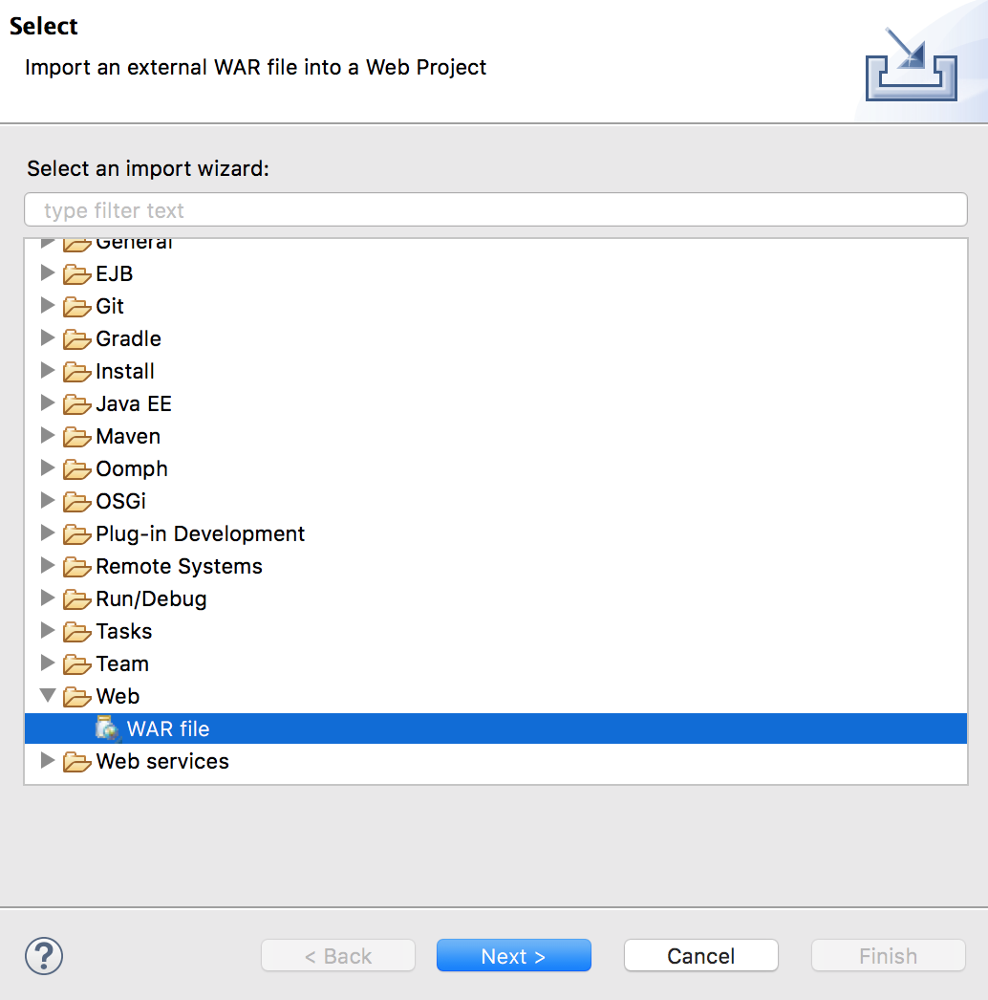 Select
Import an external WAR file into a Web Project
Select an import wizard:
type filter text
General
EJB
Git
Gradle
Install
Java EE
Maven
Oomph
OSGi
Plug-in Development
Remote Systems
Run/Debug
Tasks
Team
Web
WAR file
Web services
? < Back Next > Cancel Finish